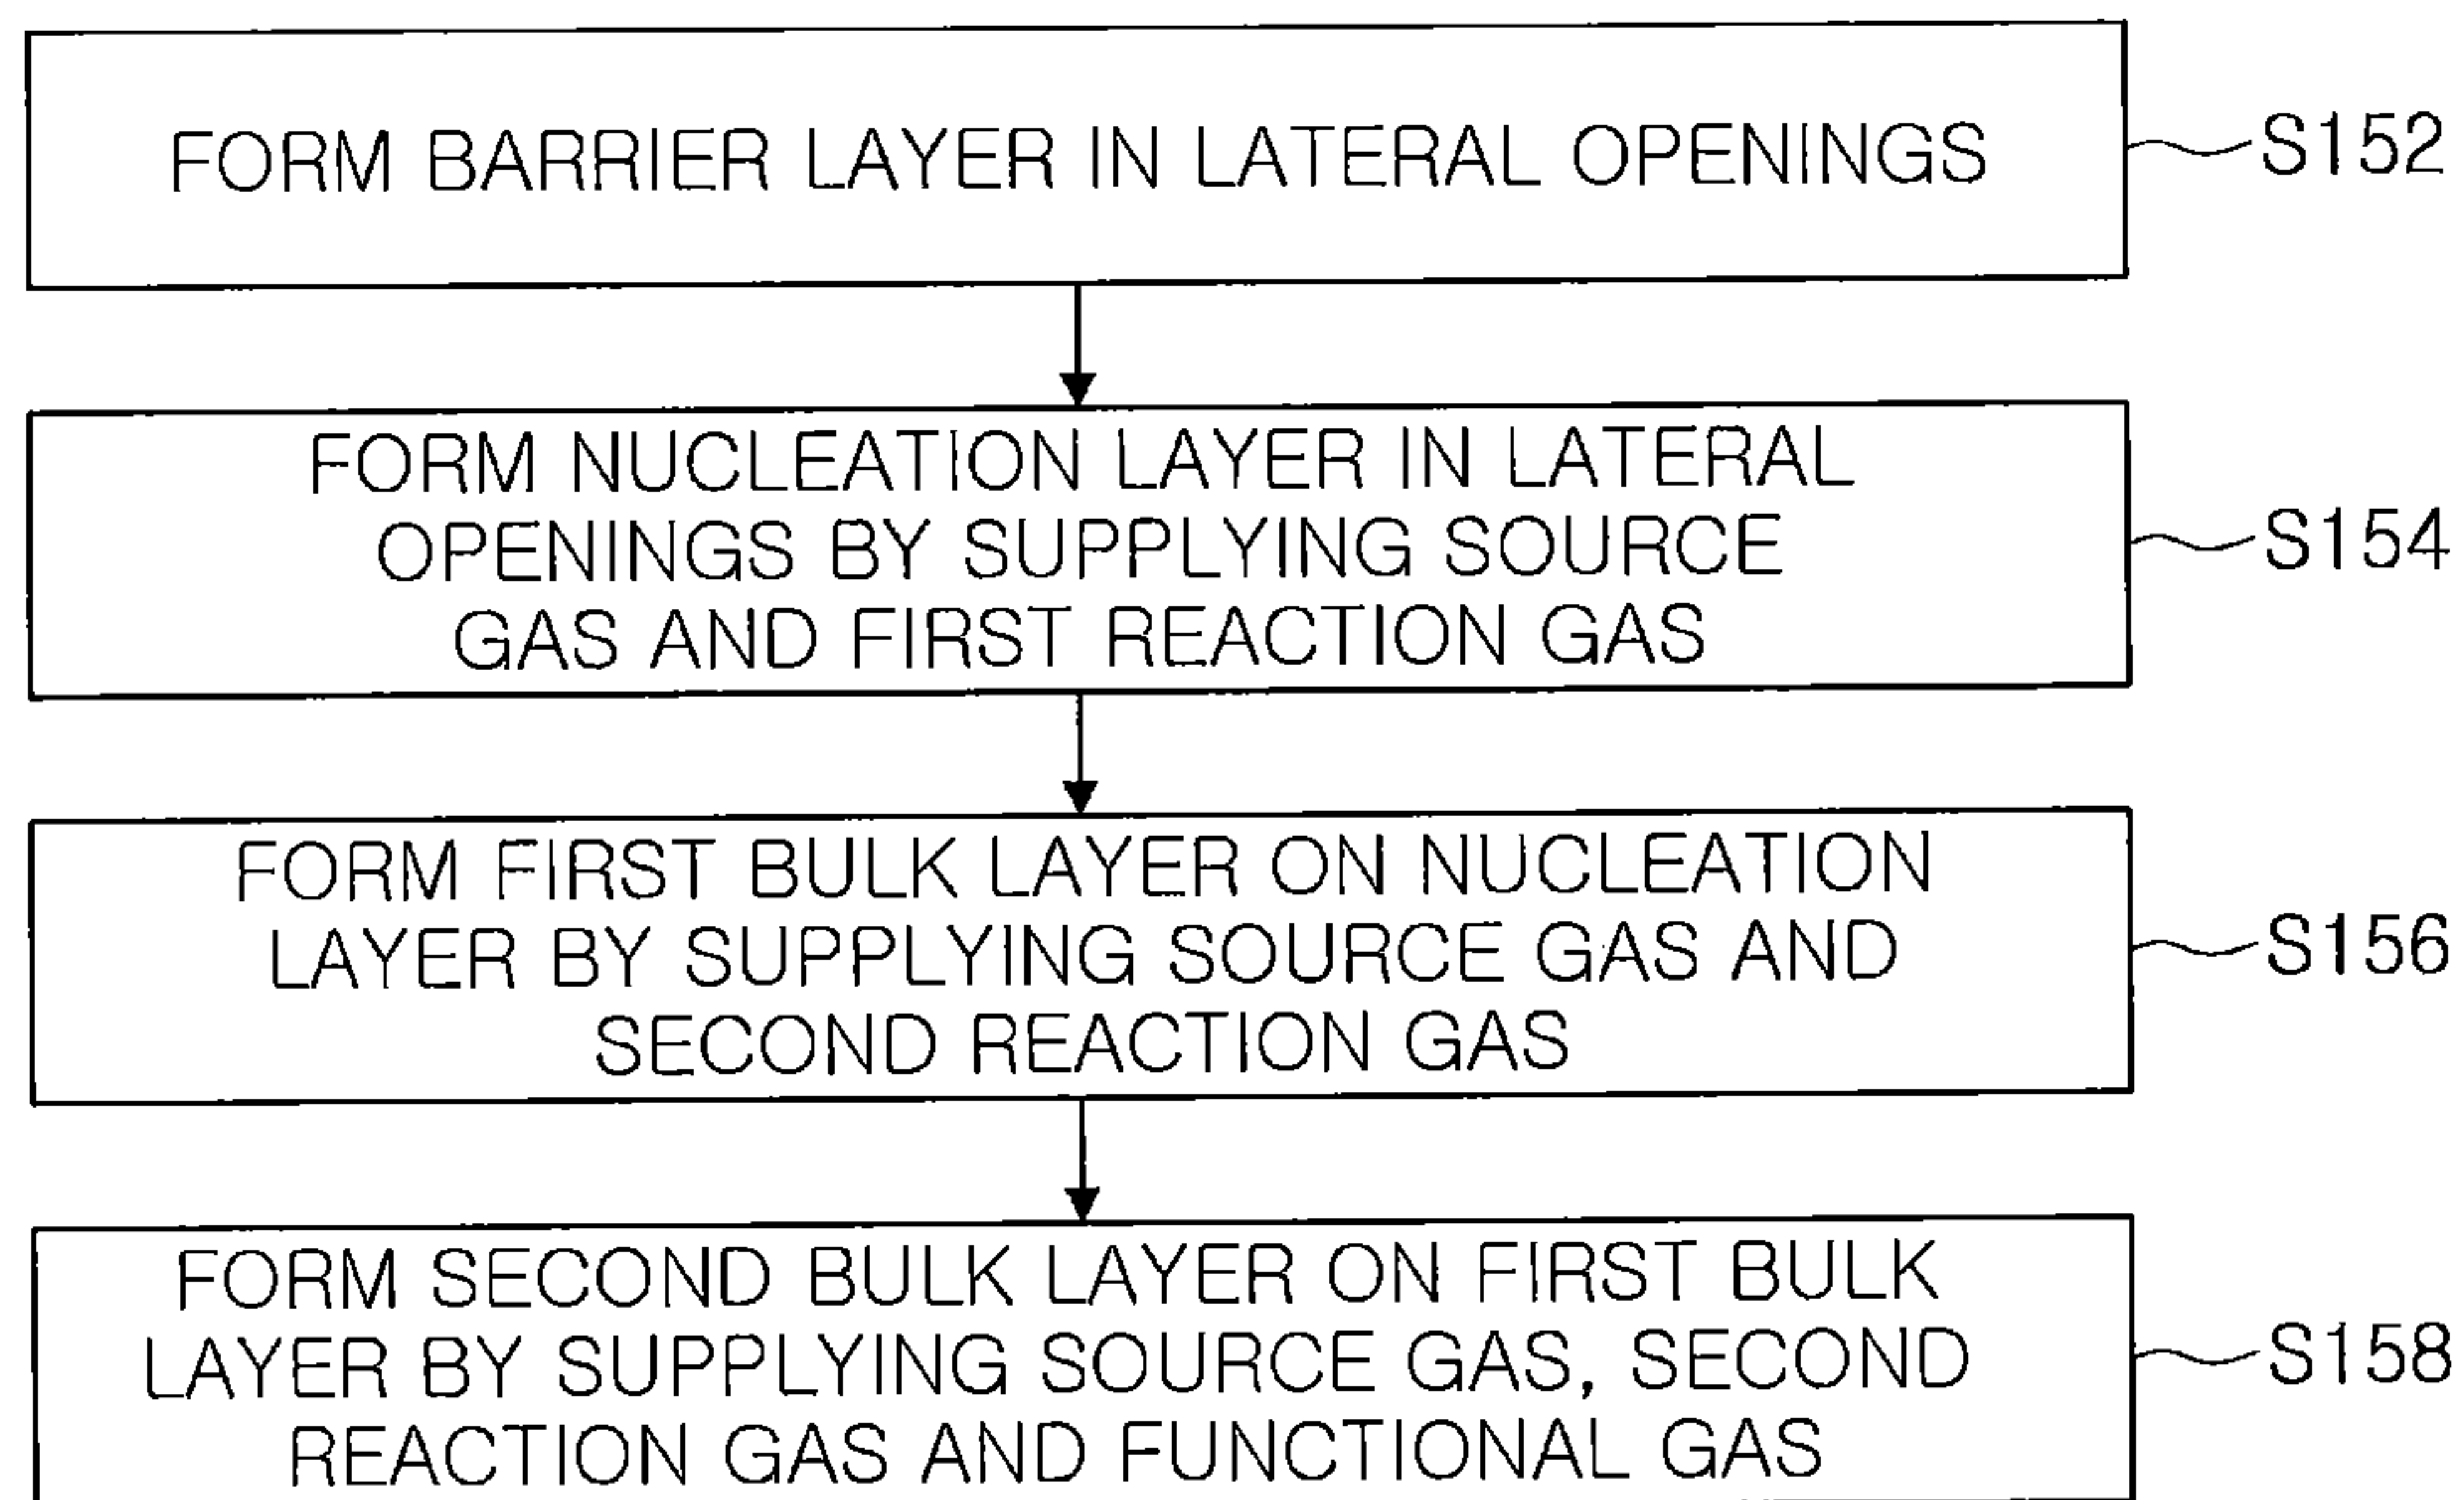 FORM BARRIER LAYER IN LATERAL OPENINGS
S152
FORM NUCLEATION LAYER IN LATERAL
OPENINGS BY SUPPLYING SOURCE
GAS AND FIRST REACTION GAS
S154
FORM FIRST BULK LAYER ON NUCLEATION
LAYER BY SUPPLYING SOURCE GAS AND
SECOND REACTION GAS
S156
FORM SECOND BULK LAYER ON FIRST BULK
LAYER BY SUPPLYING SOURCE GAS, SECOND
REACTION GAS AND FUNCTIONAL GAS
S158